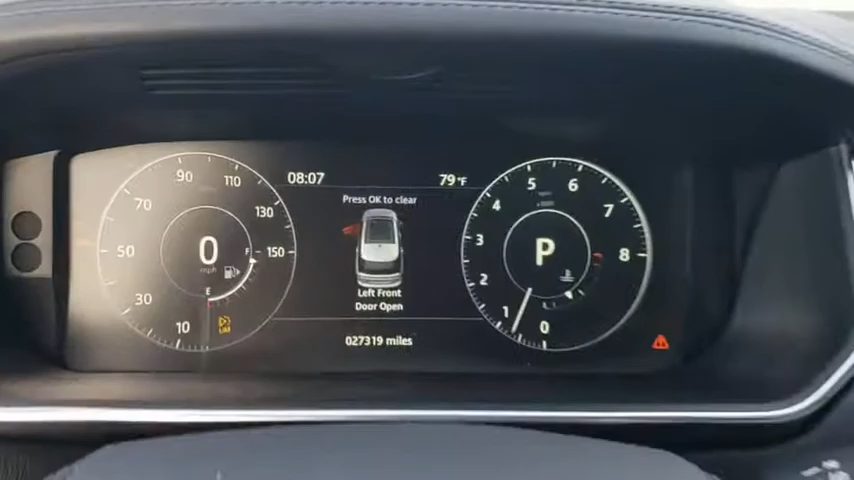 08:07
79°F
Press OK to clear
Left Front
Door Open
027319 miles
10
30
50
70
90
110
130
150
0
mph
F
E
LIM
0
1
2
3
4
5
6
7
8
P